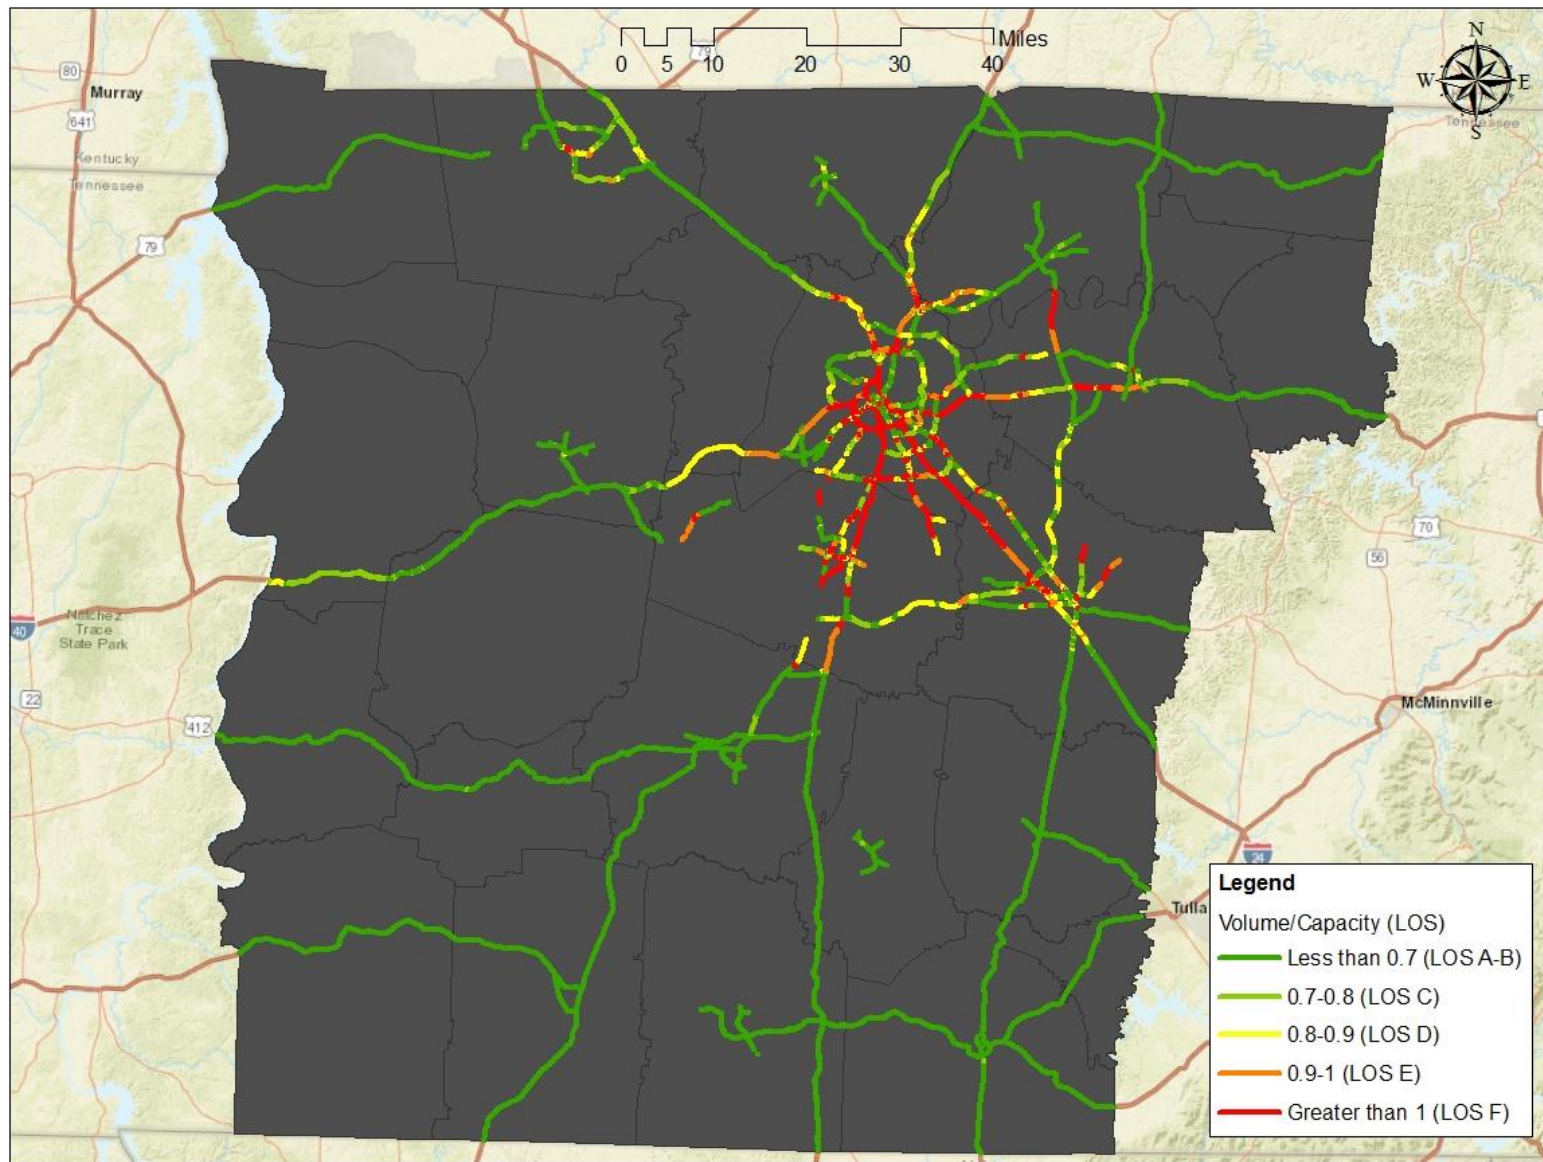 Miles
0 5 10 20 30 40
N
W E
S
79
80
Murray
641
Kentucky
Tennessee
Tennessee
79
Natchez
Trace
State Park
40
22
412
70
56
McMinnville
24
Tulla
Legend
Volume/Capacity (LOS)
Less than 0.7 (LOS A-B)
0.7-0.8 (LOS C)
0.8-0.9 (LOS D)
0.9-1 (LOS E)
Greater than 1 (LOS F)